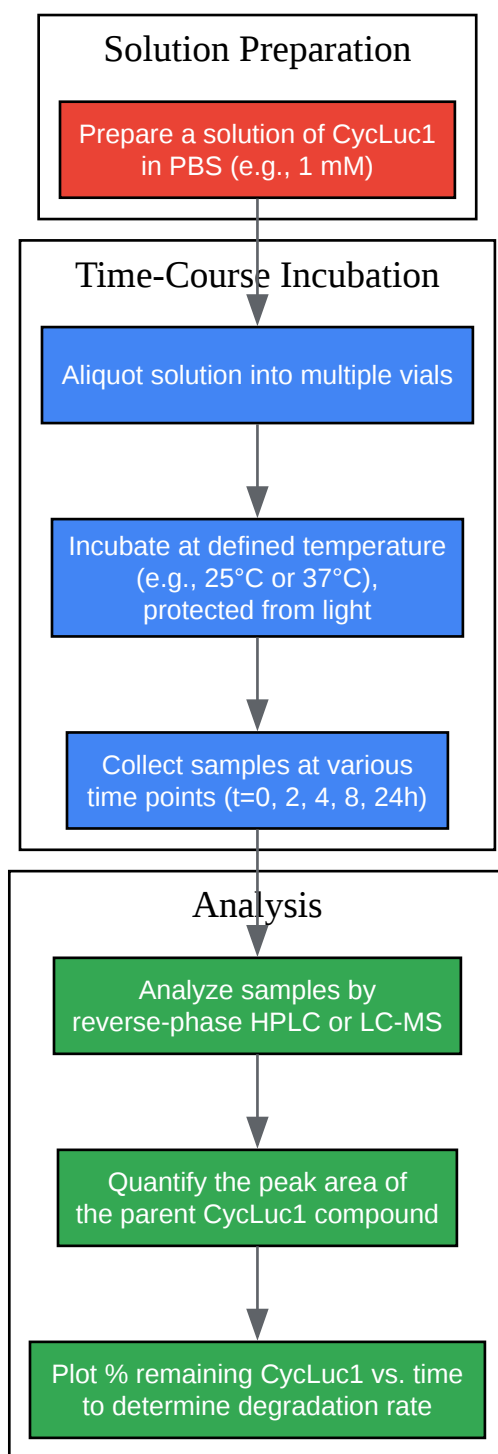 Solution Preparation
Prepare a solution of CycLuc1
in PBS (e.g., 1 mM)
Time-Course Incubation
Aliquot solution into multiple vials
Incubate at defined temperature
(e.g., 25°C or 37°C),
protected from light
Collect samples at various
time points (t=0, 2, 4, 8, 24h)
Analysis
Analyze samples by
reverse-phase HPLC or LC-MS
Quantify the peak area of
the parent CycLuc1 compound
Plot % remaining CycLuc1 vs. time
to determine degradation rate